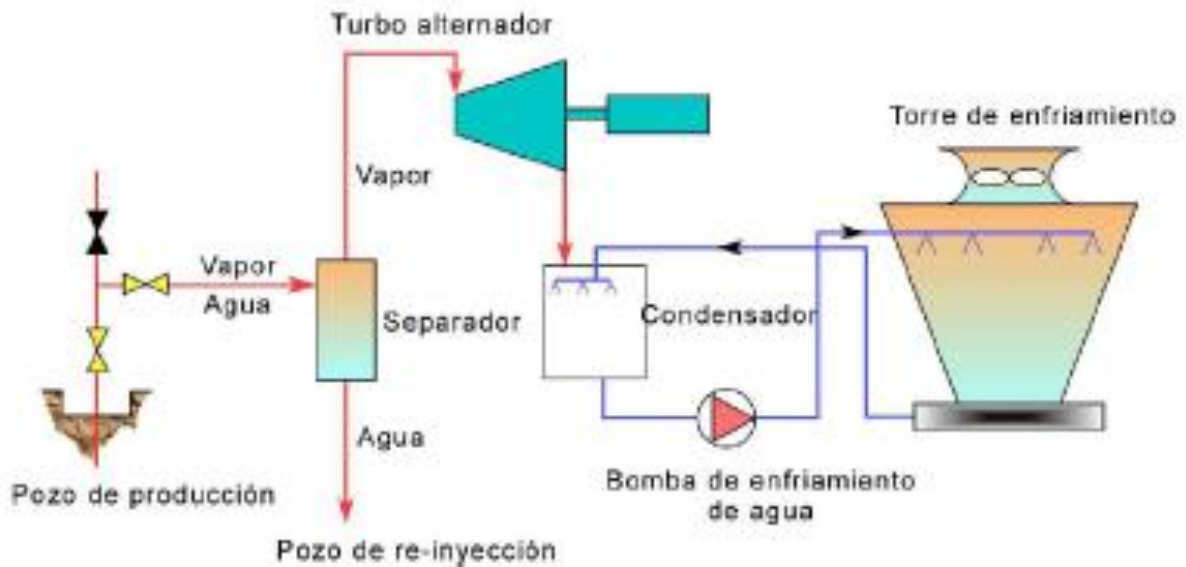 Turbo alternador
Torre de enfriamiento
Vapor
Vapor
Agua
Separador
Condensador
Agua
Bomba de enfriamiento
de agua
Pozo de producción
Pozo de re-inyección